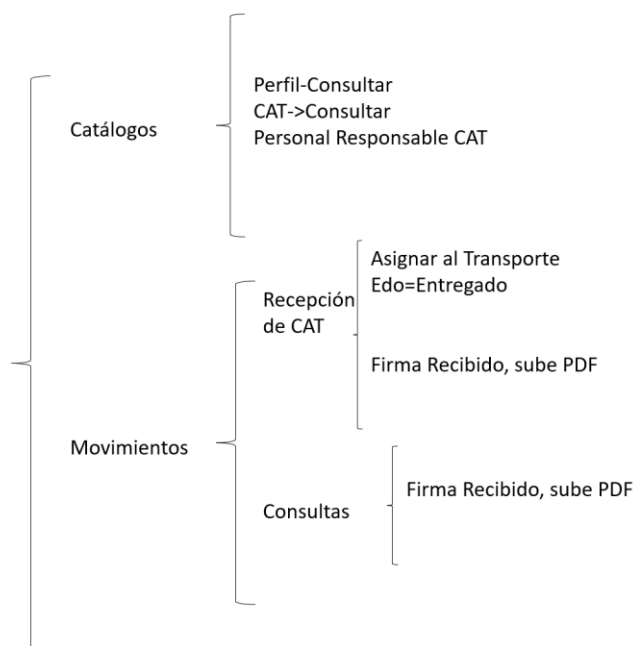 Catálogos
Perfil-Consultar
CAT->Consultar
Personal Responsable CAT
Movimientos
Recepción
de CAT
Asignar al Transporte
Edo=Entregado
Firma Recibido, sube PDF
Consultas
Firma Recibido, sube PDF